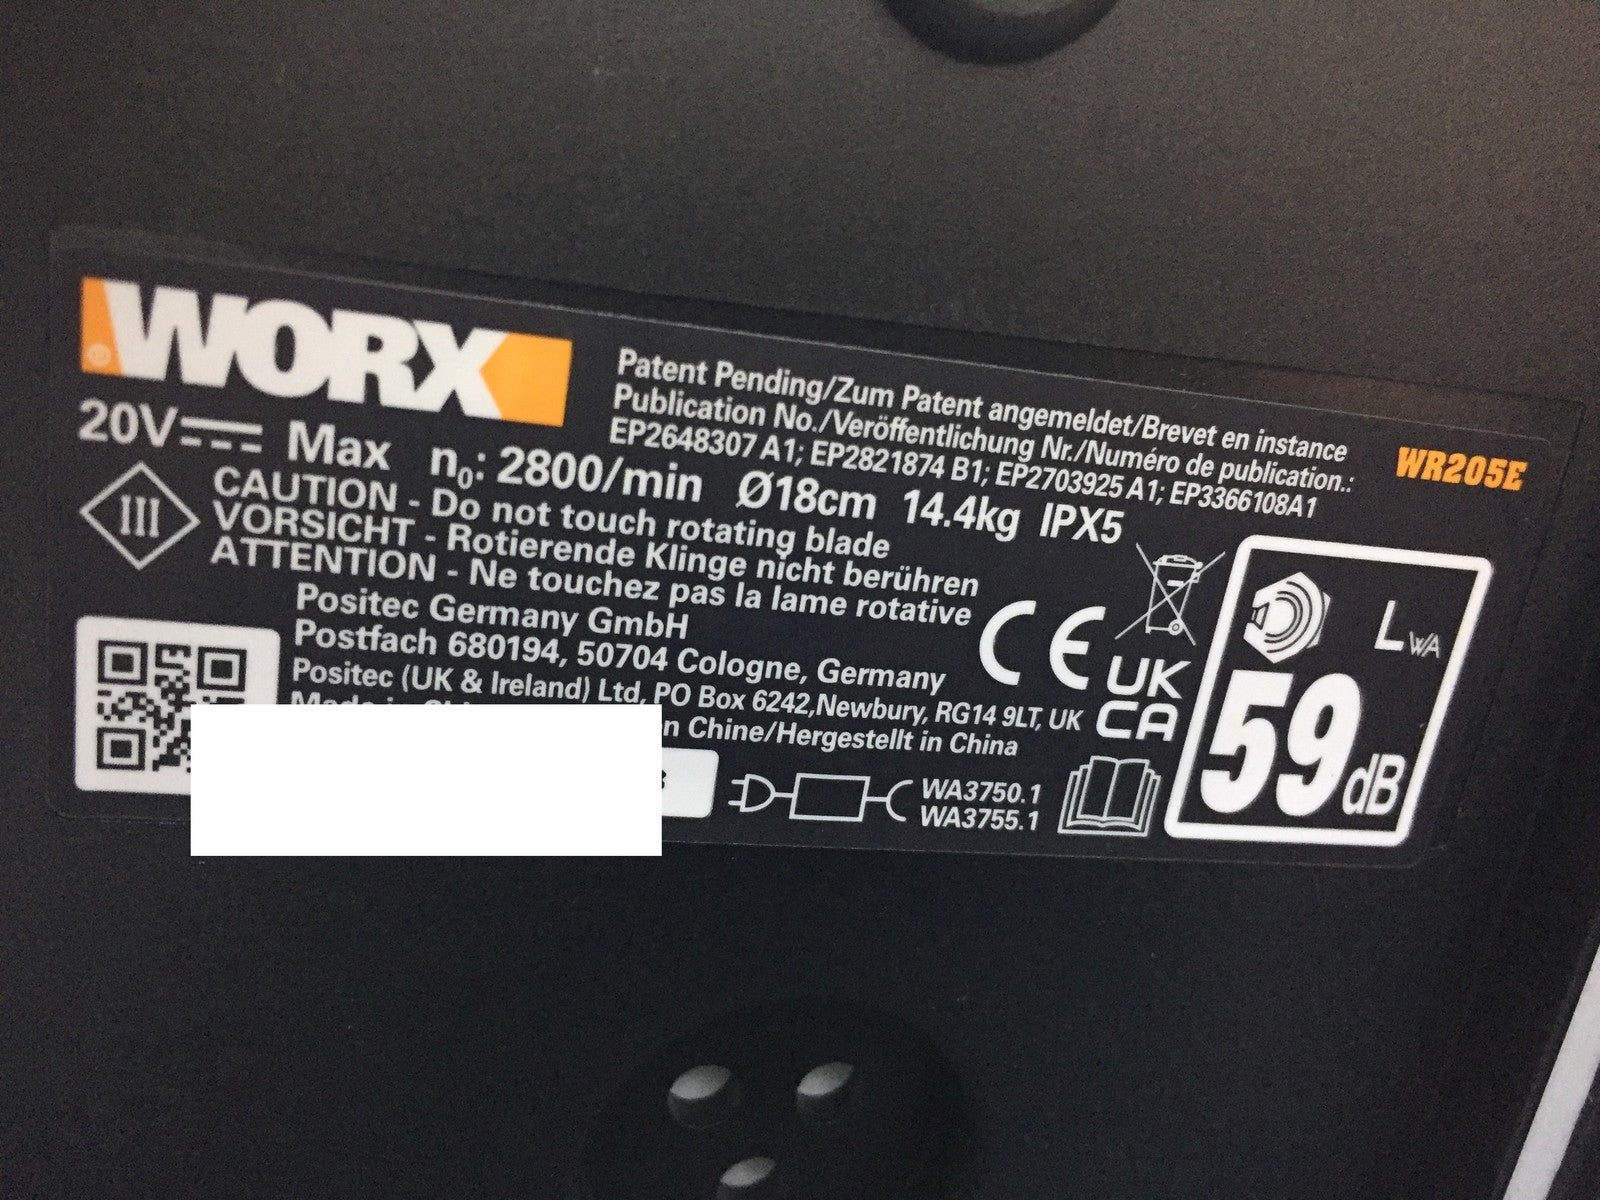 WORX
®
Patent Pending/Zum Patent angemeldet/Brevet en instance
Publication No./Veröffentlichung Nr./Numéro de publication.:
EP2648307 A1; EP2821874 B1; EP2703925 A1; EP3366108A1
WR205E
20V Max n0: 2800/min Ø18cm 14.4kg IPX5
III
CAUTION - Do not touch rotating blade
VORSICHT - Rotierende Klinge nicht berühren
ATTENTION - Ne touchez pas la lame rotative
Positec Germany GmbH
Postfach 680194, 50704 Cologne, Germany
Positec (UK & Ireland) Ltd, PO Box 6242,Newbury, RG14 9LT, UK
Made in Chine/Hergestellt in China
CE
UK
CA
WA3750.1
WA3755.1
LWA
59dB